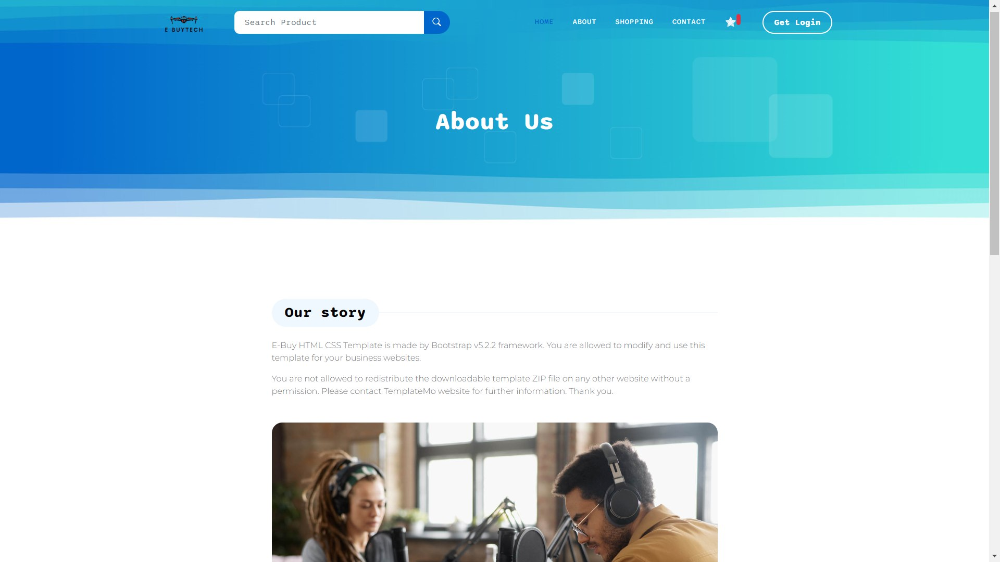 E BUYTECH
Search Product
HOME
ABOUT
SHOPPING
CONTACT
Get Login
About Us
Our story
E-Buy HTML CSS Template is made by Bootstrap v5.2.2 framework. You are allowed to modify and use this
template for your business websites.
You are not allowed to redistribute the downloadable template ZIP file on any other website without a
permission. Please contact TemplateMo website for further information. Thank you.